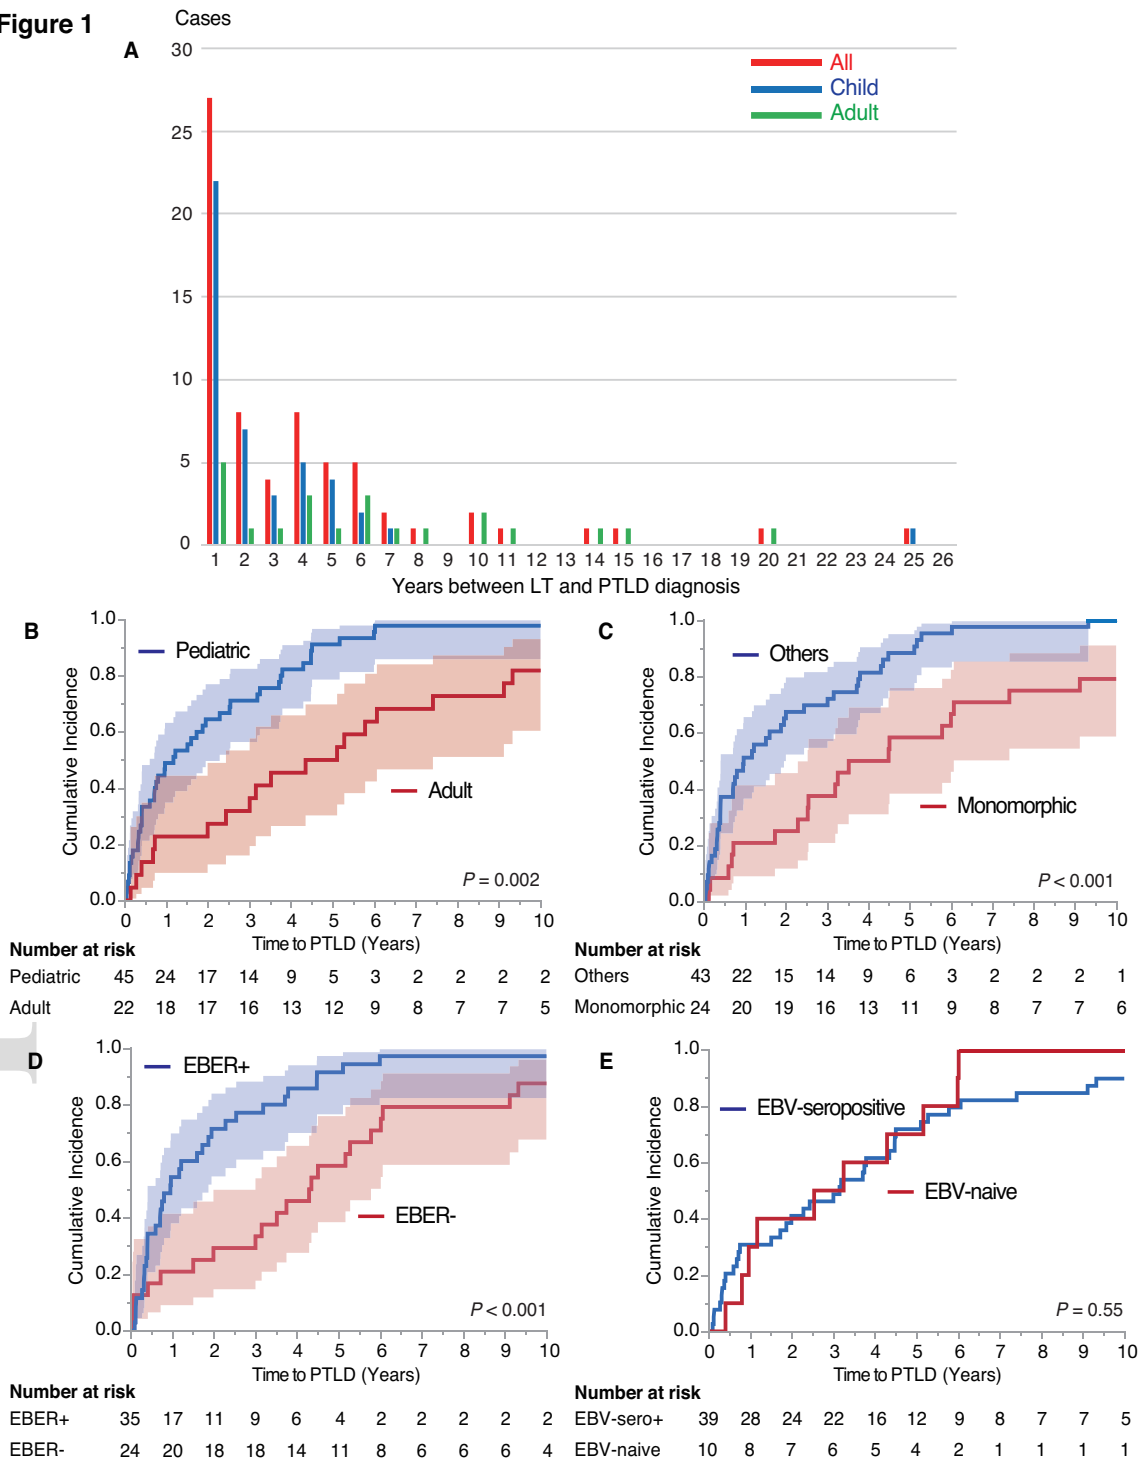 Figure 1
Cases
A
30
25
20
15
10
5
0
All
Child
Adult
1 2 3 4 5 6 7 8 9 10 11 12 13 14 15 16 17 18 19 20 21 22 23 24 25 26
Years between LT and PTLD diagnosis
B
Cumulative Incidence
1.0
0.8
0.6
0.4
0.2
0.0
Pediatric
Adult
P = 0.002
0 1 2 3 4 5 6 7 8 9 10
Time to PTLD (Years)
Number at risk
Pediatric 45 24 17 14 9 5 3 2 2 2 2
Adult 22 18 17 16 13 12 9 8 7 7 5
C
Cumulative Incidence
1.0
0.8
0.6
0.4
0.2
0.0
Others
Monomorphic
P < 0.001
0 1 2 3 4 5 6 7 8 9 10
Time to PTLD (Years)
Number at risk
Others 43 22 15 14 9 6 3 2 2 2 1
Monomorphic 24 20 19 16 13 11 9 8 7 7 6
D
Cumulative Incidence
1.0
0.8
0.6
0.4
0.2
0.0
EBER+
EBER-
P < 0.001
0 1 2 3 4 5 6 7 8 9 10
Time to PTLD (Years)
Number at risk
EBER+ 35 17 11 9 6 4 2 2 2 2 2
EBER- 24 20 18 18 14 11 8 6 6 6 4
E
Cumulative Incidence
1.0
0.8
0.6
0.4
0.2
0.0
EBV-seropositive
EBV-naive
P = 0.55
0 1 2 3 4 5 6 7 8 9 10
Time to PTLD (Years)
Number at risk
EBV-sero+ 39 28 24 22 16 12 9 8 7 7 5
EBV-naive 10 8 7 6 5 4 2 1 1 1 1